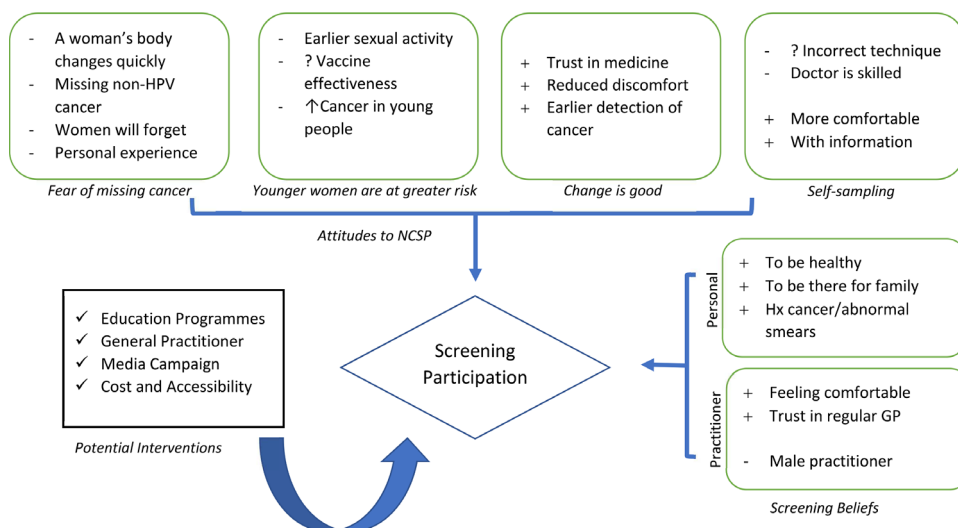 - A woman's body
changes quickly
- Missing non-HPV
cancer
- Women will forget
- Personal experience
Fear of missing cancer
- Earlier sexual activity
- ? Vaccine
effectiveness
- ↑Cancer in young
people
Younger women are at greater risk
+ Trust in medicine
+ Reduced discomfort
+ Earlier detection of
cancer
Change is good
- ? Incorrect technique
- Doctor is skilled
+ More comfortable
+ With information
Self-sampling
Attitudes to NCSP
✓ Education Programmes
✓ General Practitioner
✓ Media Campaign
✓ Cost and Accessibility
Potential Interventions
Screening
Participation
Personal
+ To be healthy
+ To be there for family
+ Hx cancer/abnormal
smears
Practitioner
+ Feeling comfortable
+ Trust in regular GP
- Male practitioner
Screening Beliefs